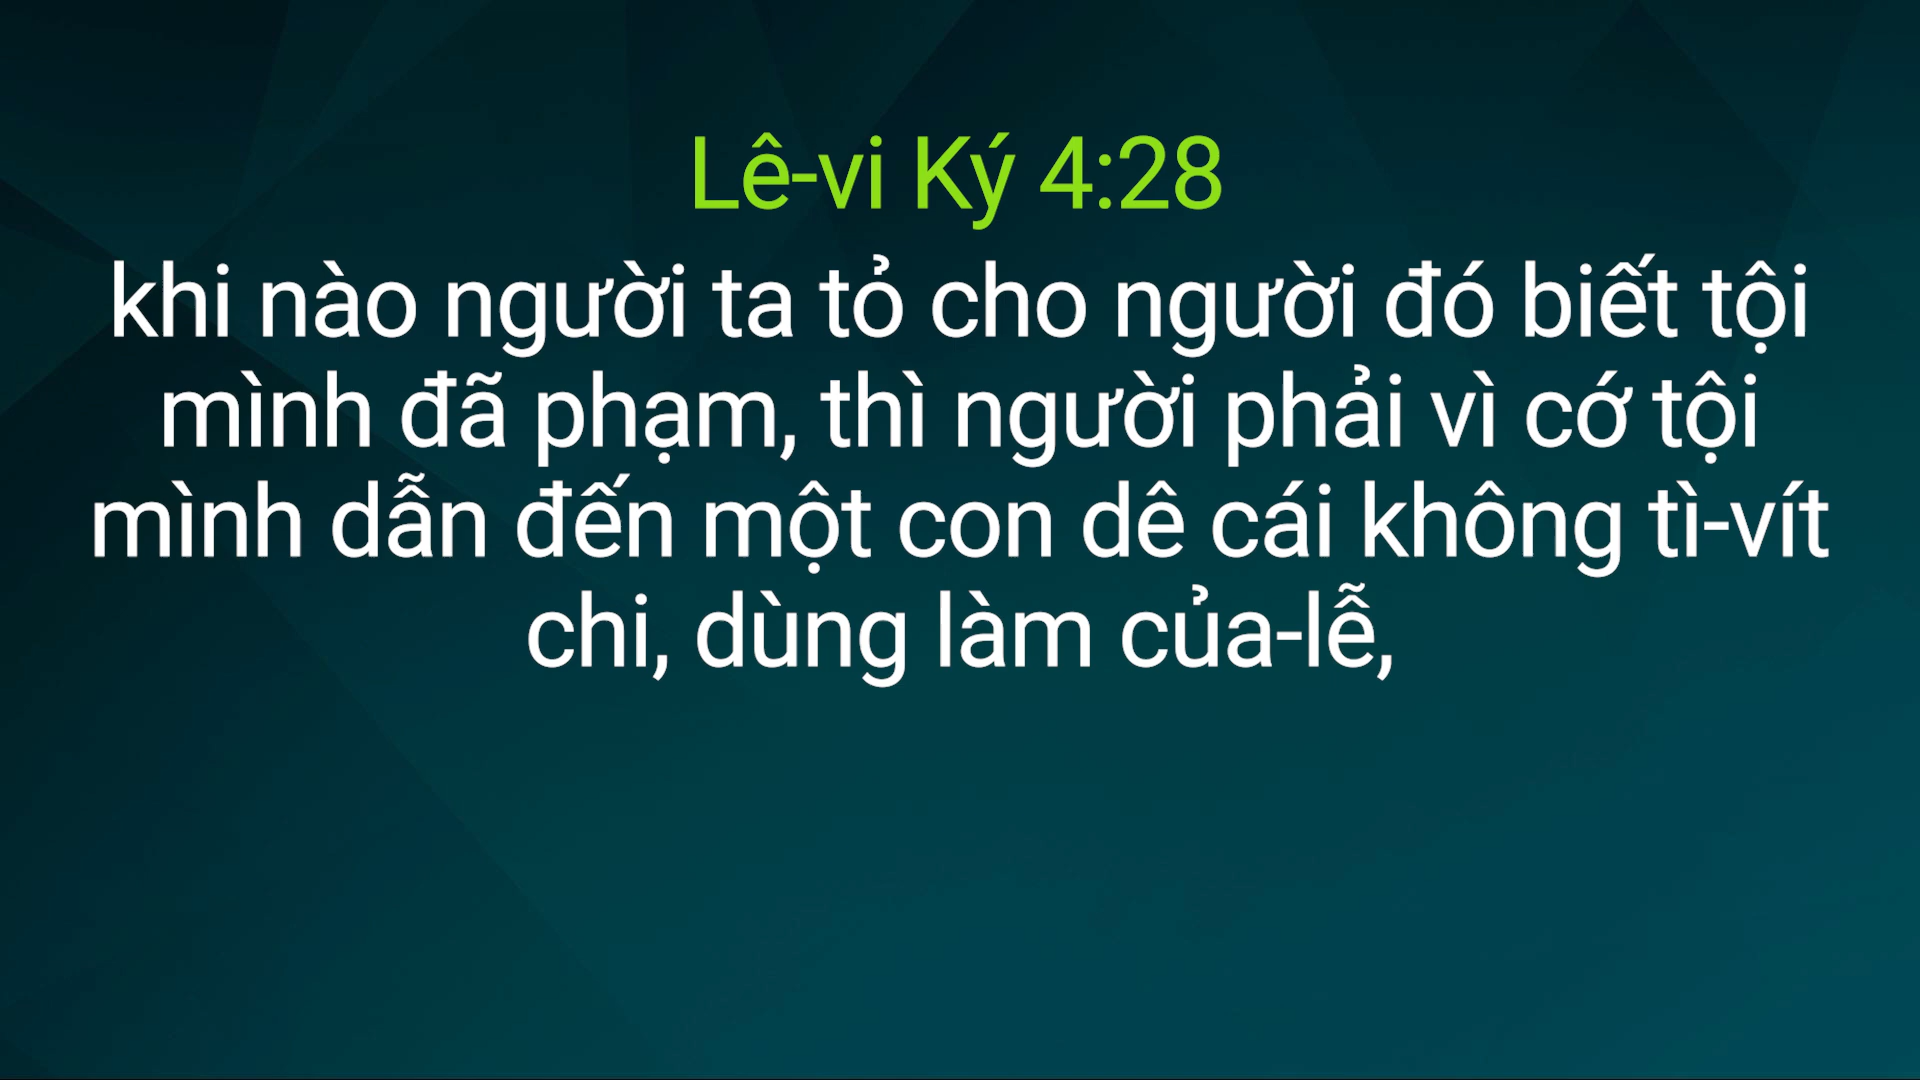 Lê-vi Ký 4:28
khi nào người ta tỏ cho người đó biết tội
mình đã phạm, thì người phải vì cớ tội
mình dẫn đến một con dê cái không tì-vít
chi, dùng làm của-lễ,